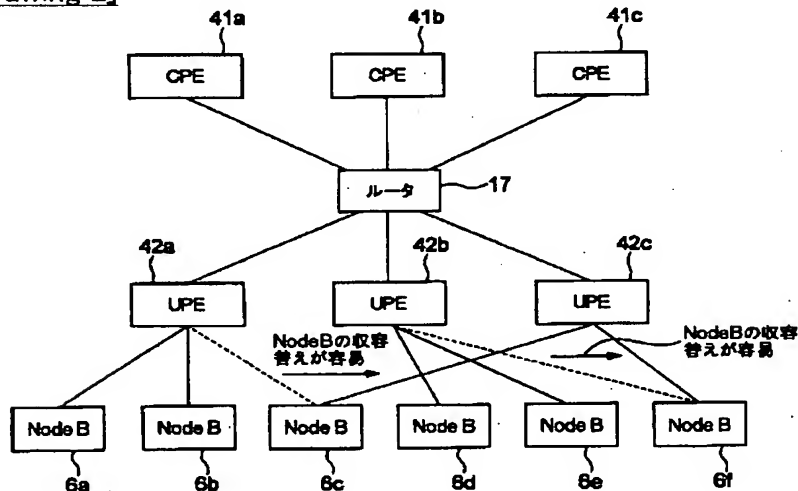 41a 41b 41c
CPE CPE CPE
ルータ 17
42a 42b 42c
UPE UPE UPE
NodeBの収容
替えが容易
NodeBの収容
替えが容易
Node B Node B Node B Node B Node B Node B
6a 6b 6c 6d 6e 6f